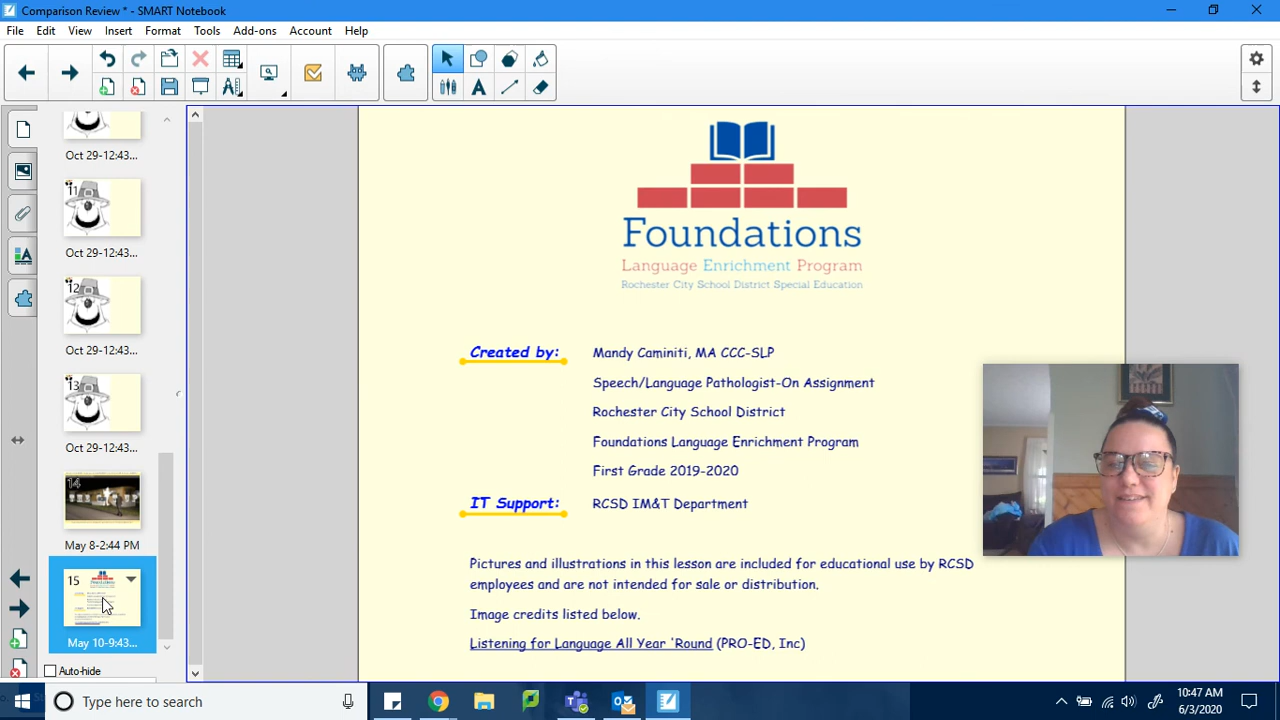 Comparison Review * - SMART Notebook
File Edit View Insert Format Tools Add-ons Account Help
Oct 29-12:43...
11
Oct 29-12:43...
12
Oct 29-12:43...
13
Oct 29-12:43...
14
May 8-2:44 PM
15
May 10-9:43...
Auto-hide
Foundations
Language Enrichment Program
Rochester City School District Special Education
Created by: Mandy Caminiti, MA CCC-SLP
Speech/Language Pathologist-On Assignment
Rochester City School District
Foundations Language Enrichment Program
First Grade 2019-2020
IT Support: RCSD IM&T Department
Pictures and illustrations in this lesson are included for educational use by RCSD
employees and are not intended for sale or distribution.
Image credits listed below.
Listening for Language All Year 'Round (PRO-ED, Inc)
Type here to search
10:47 AM
6/3/2020